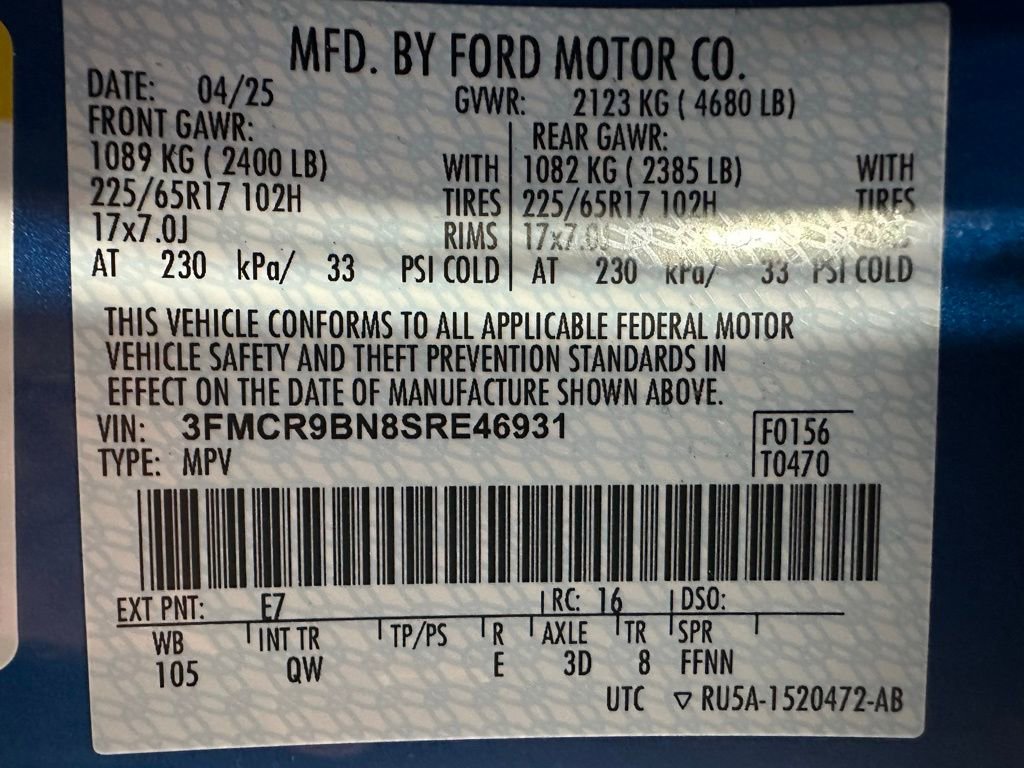 MFD. BY FORD MOTOR CO.
DATE: 04/25 GVWR: 2123 KG ( 4680 LB)
FRONT GAWR: REAR GAWR:
1089 KG ( 2400 LB) WITH 1082 KG ( 2385 LB) WITH
225/65R17 102H TIRES 225/65R17 102H TIRES
17x7.0J RIMS 17x7.0J
AT 230 kPa/ 33 PSI COLD AT 230 kPa/ 33 PSI COLD
THIS VEHICLE CONFORMS TO ALL APPLICABLE FEDERAL MOTOR
VEHICLE SAFETY AND THEFT PREVENTION STANDARDS IN
EFFECT ON THE DATE OF MANUFACTURE SHOWN ABOVE.
VIN: 3FMCR9BN8SRE46931 F0156
TYPE: MPV T0470
EXT PNT: E7 RC: 16 DSO:
WB INT TR TP/PS R AXLE TR SPR
105 QW E 3D 8 FFNN
UTC ▽ RU5A-1520472-AB